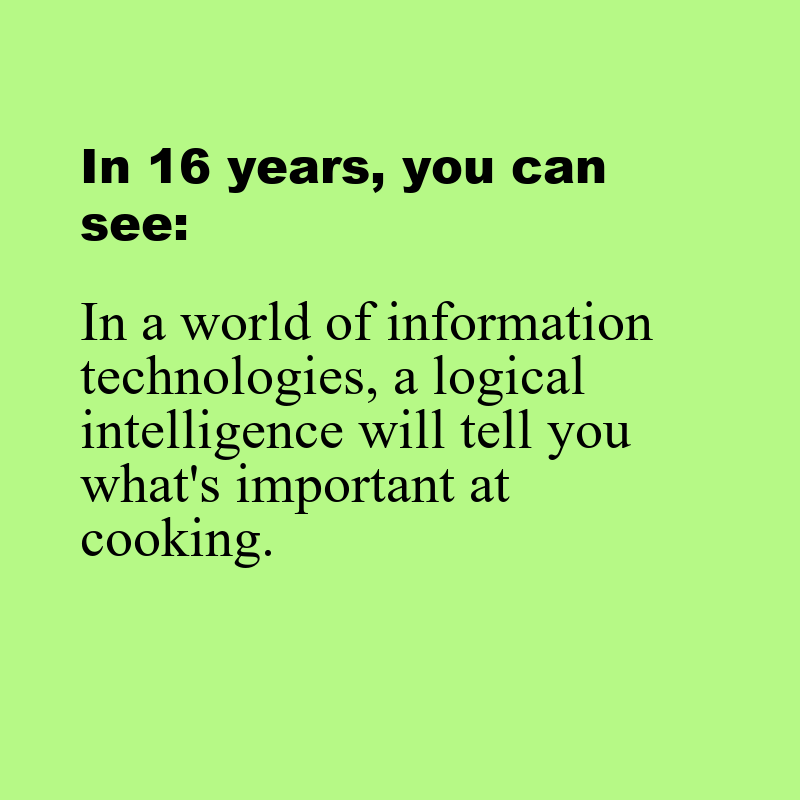 In 16 years, you can
see:
In a world of information
technologies, a logical
intelligence will tell you
what's important at
cooking.